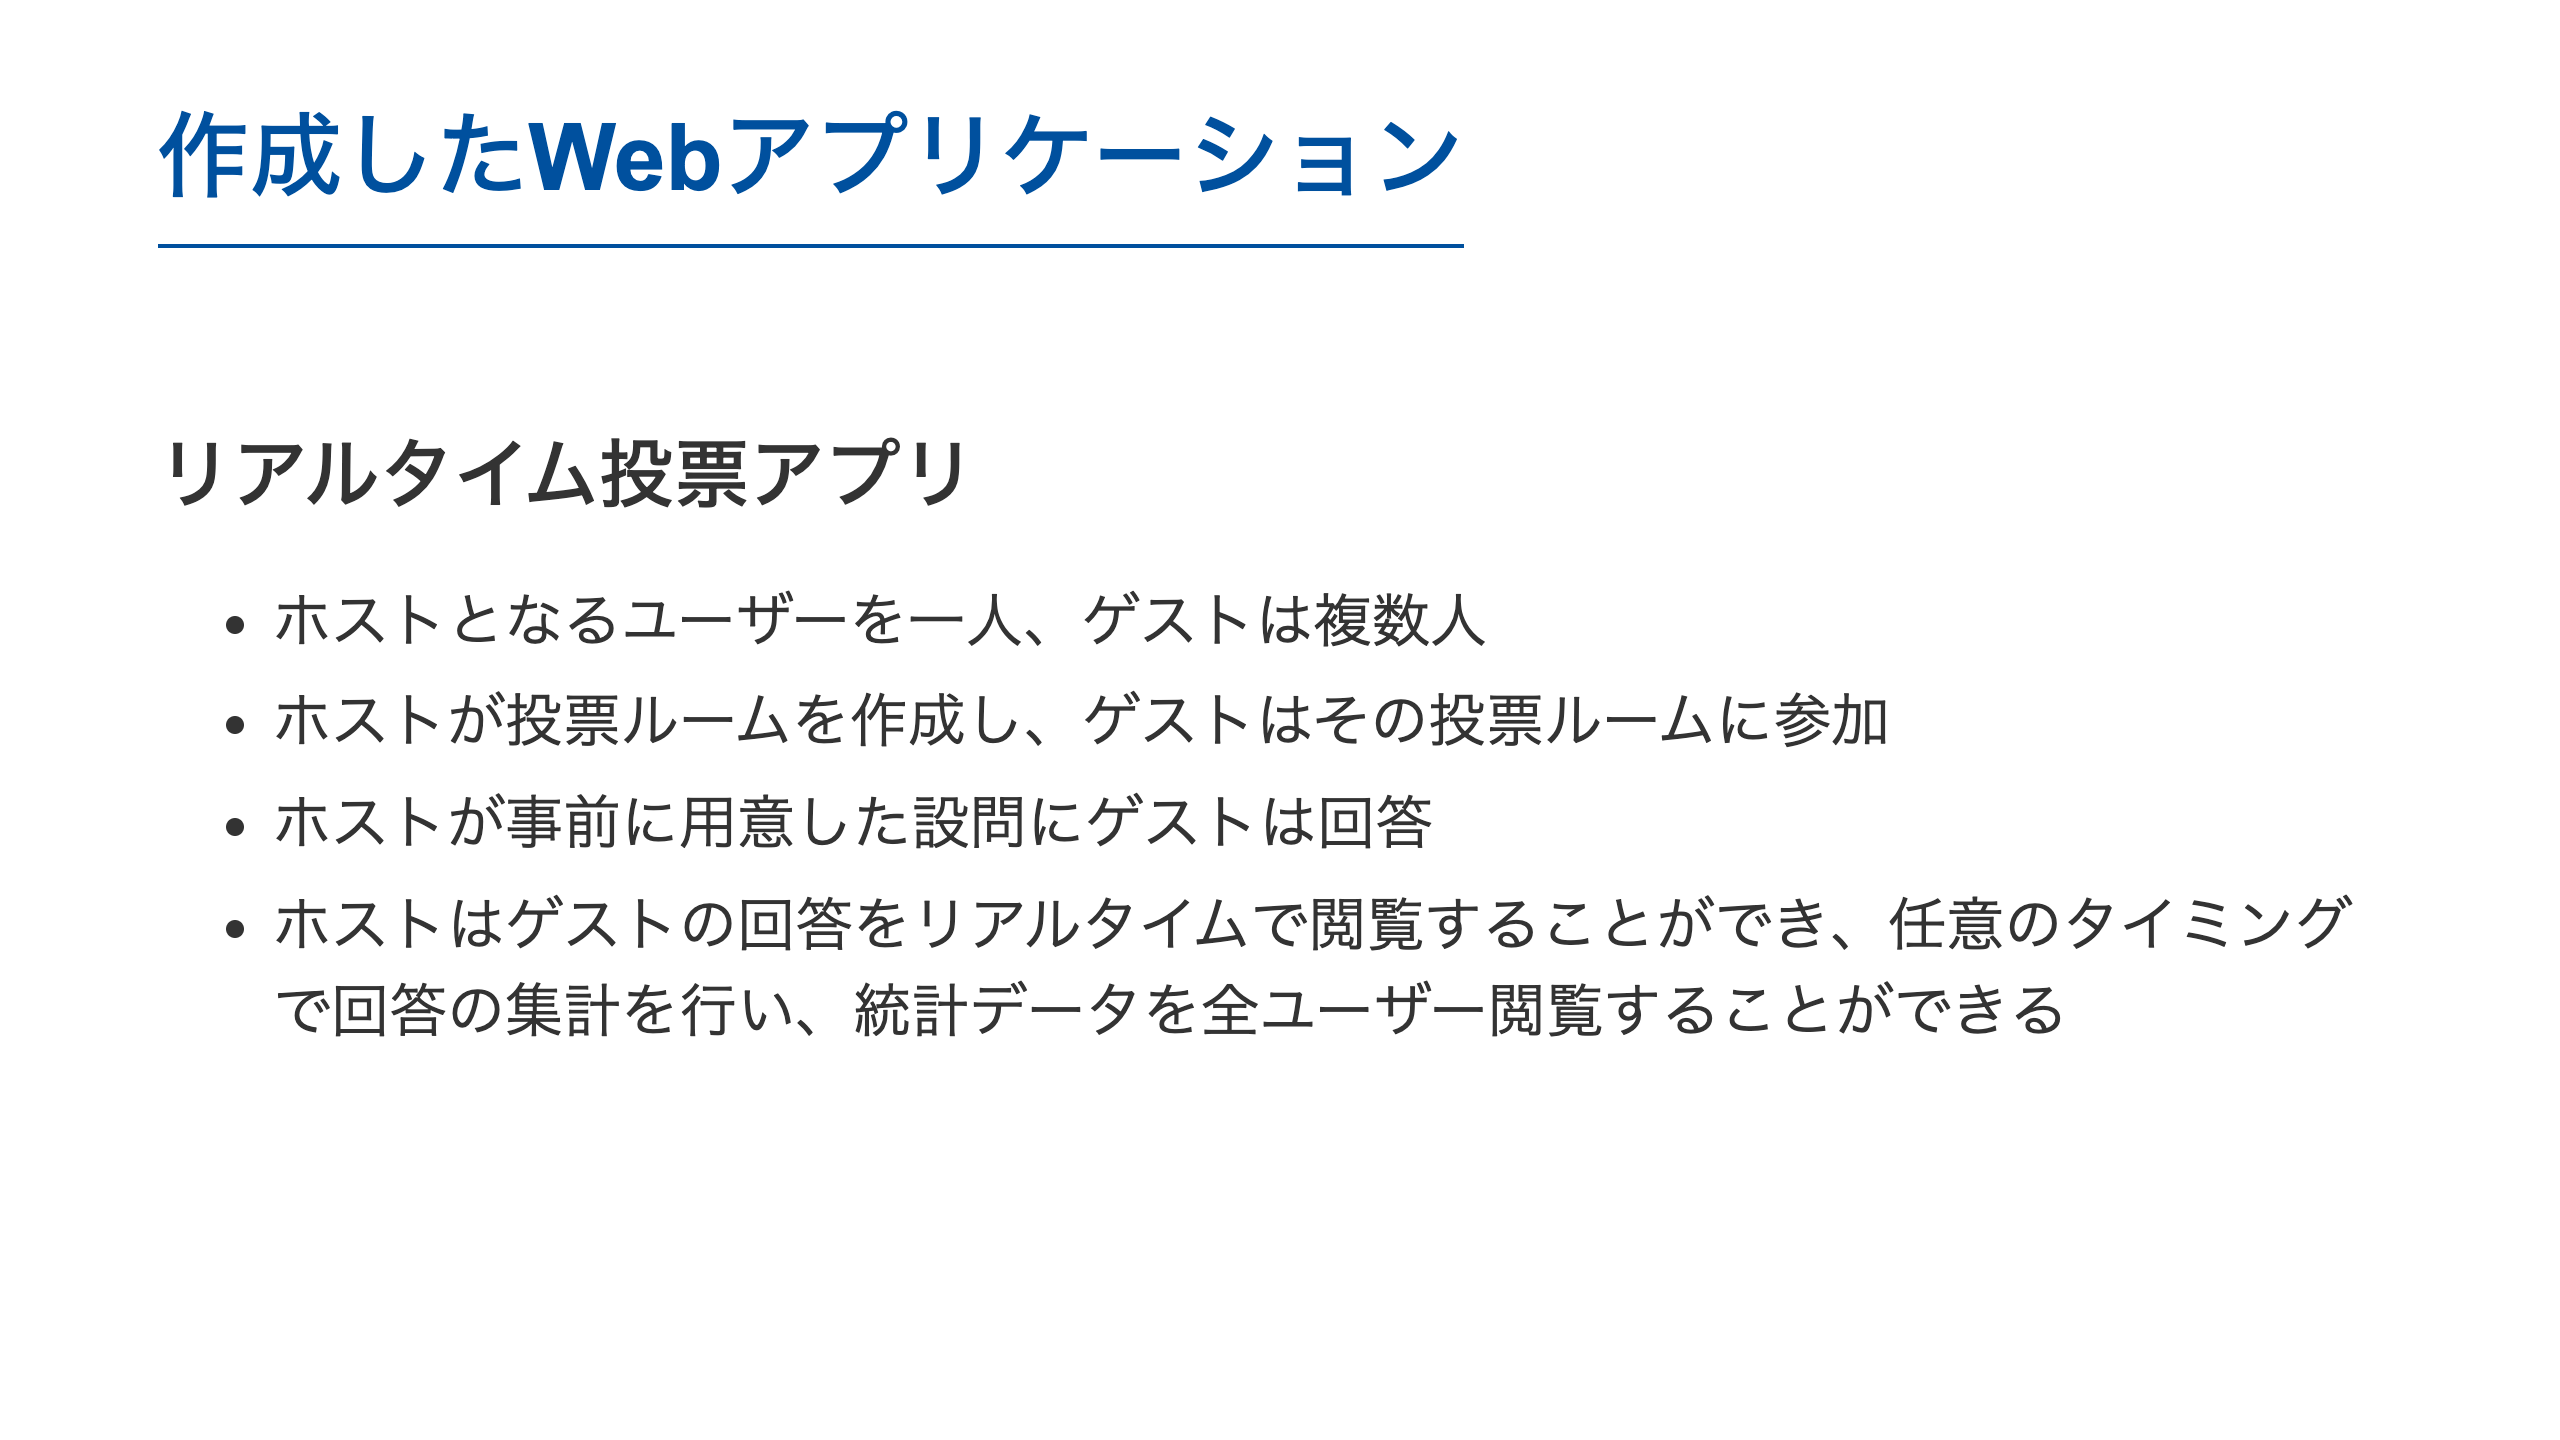 作成したWebアプリケーション
リアルタイム投票アプリ
• ホストとなるユーザーを一人、ゲストは複数人
• ホストが投票ルームを作成し、ゲストはその投票ルームに参加
• ホストが事前に用意した設問にゲストは回答
• ホストはゲストの回答をリアルタイムで閲覧することができ、任意のタイミング
で回答の集計を行い、統計データを全ユーザー閲覧することができる